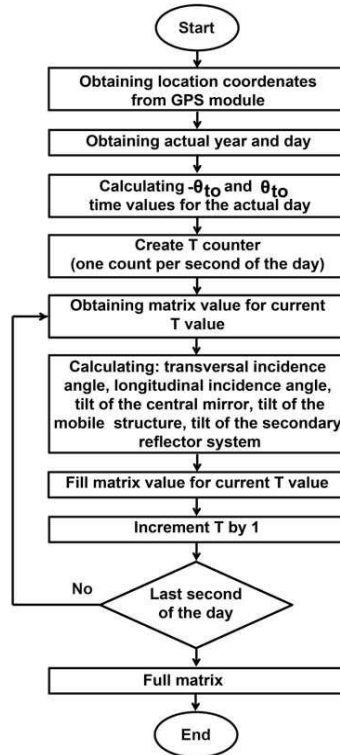 Start
Obtaining location coordenates
from GPS module
Obtaining actual year and day
Calculating -θto and θto
time values for the actual day
Create T counter
(one count per second of the day)
Obtaining matrix value for current
T value
Calculating: transversal incidence
angle, longitudinal incidence angle,
tilt of the central mirror, tilt of the
mobile structure, tilt of the secondary
reflector system
Fill matrix value for current T value
Increment T by 1
No
Last second
of the day
Full matrix
End